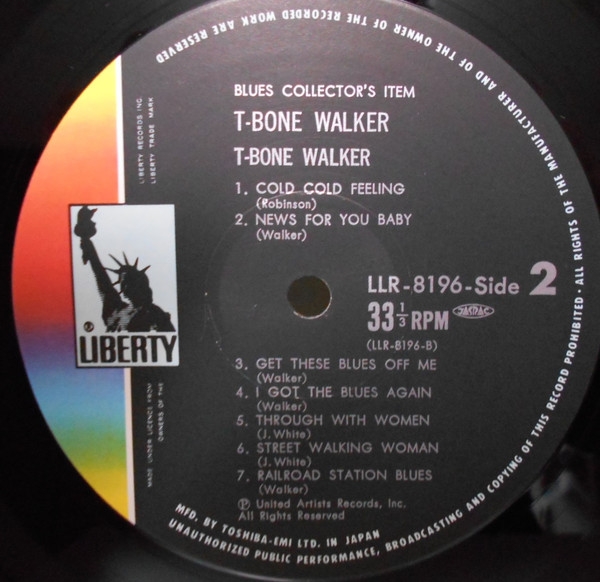 BLUES COLLECTOR'S ITEM
T-BONE WALKER
T-BONE WALKER
1. COLD COLD FEELING
(Robinson)
2. NEWS FOR YOU BABY
(Walker)
LIBERTY RECORDS INC.
LIBERTY TRADE MARK
Ⓟ
LIBERTY
LLR-8196-Side 2
33 1/3 RPM JASRAC
(LLR-8196-B)
3. GET THESE BLUES OFF ME
(Walker)
4. I GOT THE BLUES AGAIN
(Walker)
5. THROUGH WITH WOMEN
(J. White)
6. STREET WALKING WOMAN
(J. White)
7. RAILROAD STATION BLUES
(Walker)
Ⓟ United Artists Records, Inc.
All Rights Reserved
MADE UNDER LICENCE FROM
OWNERS OF THE
MFD. BY TOSHIBA-EMI LTD. IN JAPAN
UNAUTHORIZED PUBLIC PERFORMANCE, BROADCASTING AND COPYING OF THIS RECORD PROHIBITED · ALL RIGHTS OF THE MANUFACTURER AND OF THE OWNER OF THE RECORDED WORK ARE RESERVED